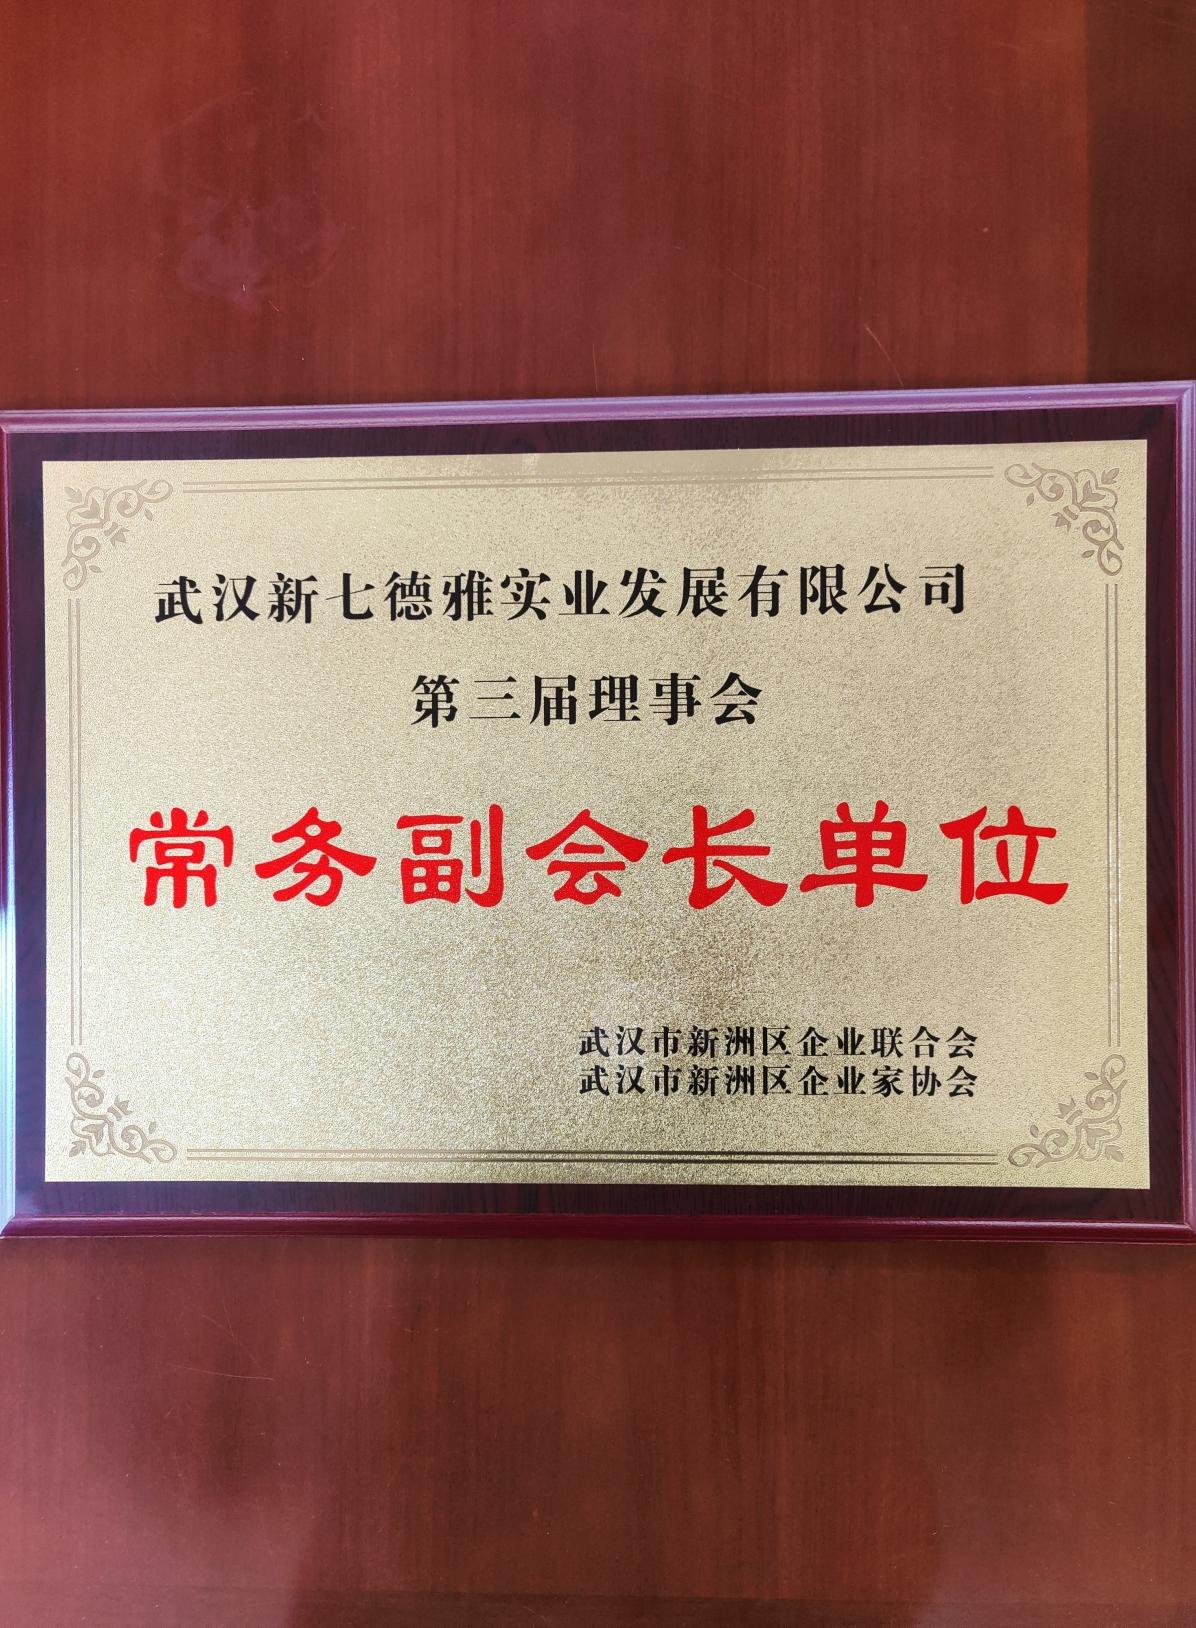 武汉新七德雅实业发展有限公司
第三届理事会
常务副会长单位
武汉市新洲区企业联合会
武汉市新洲区企业家协会